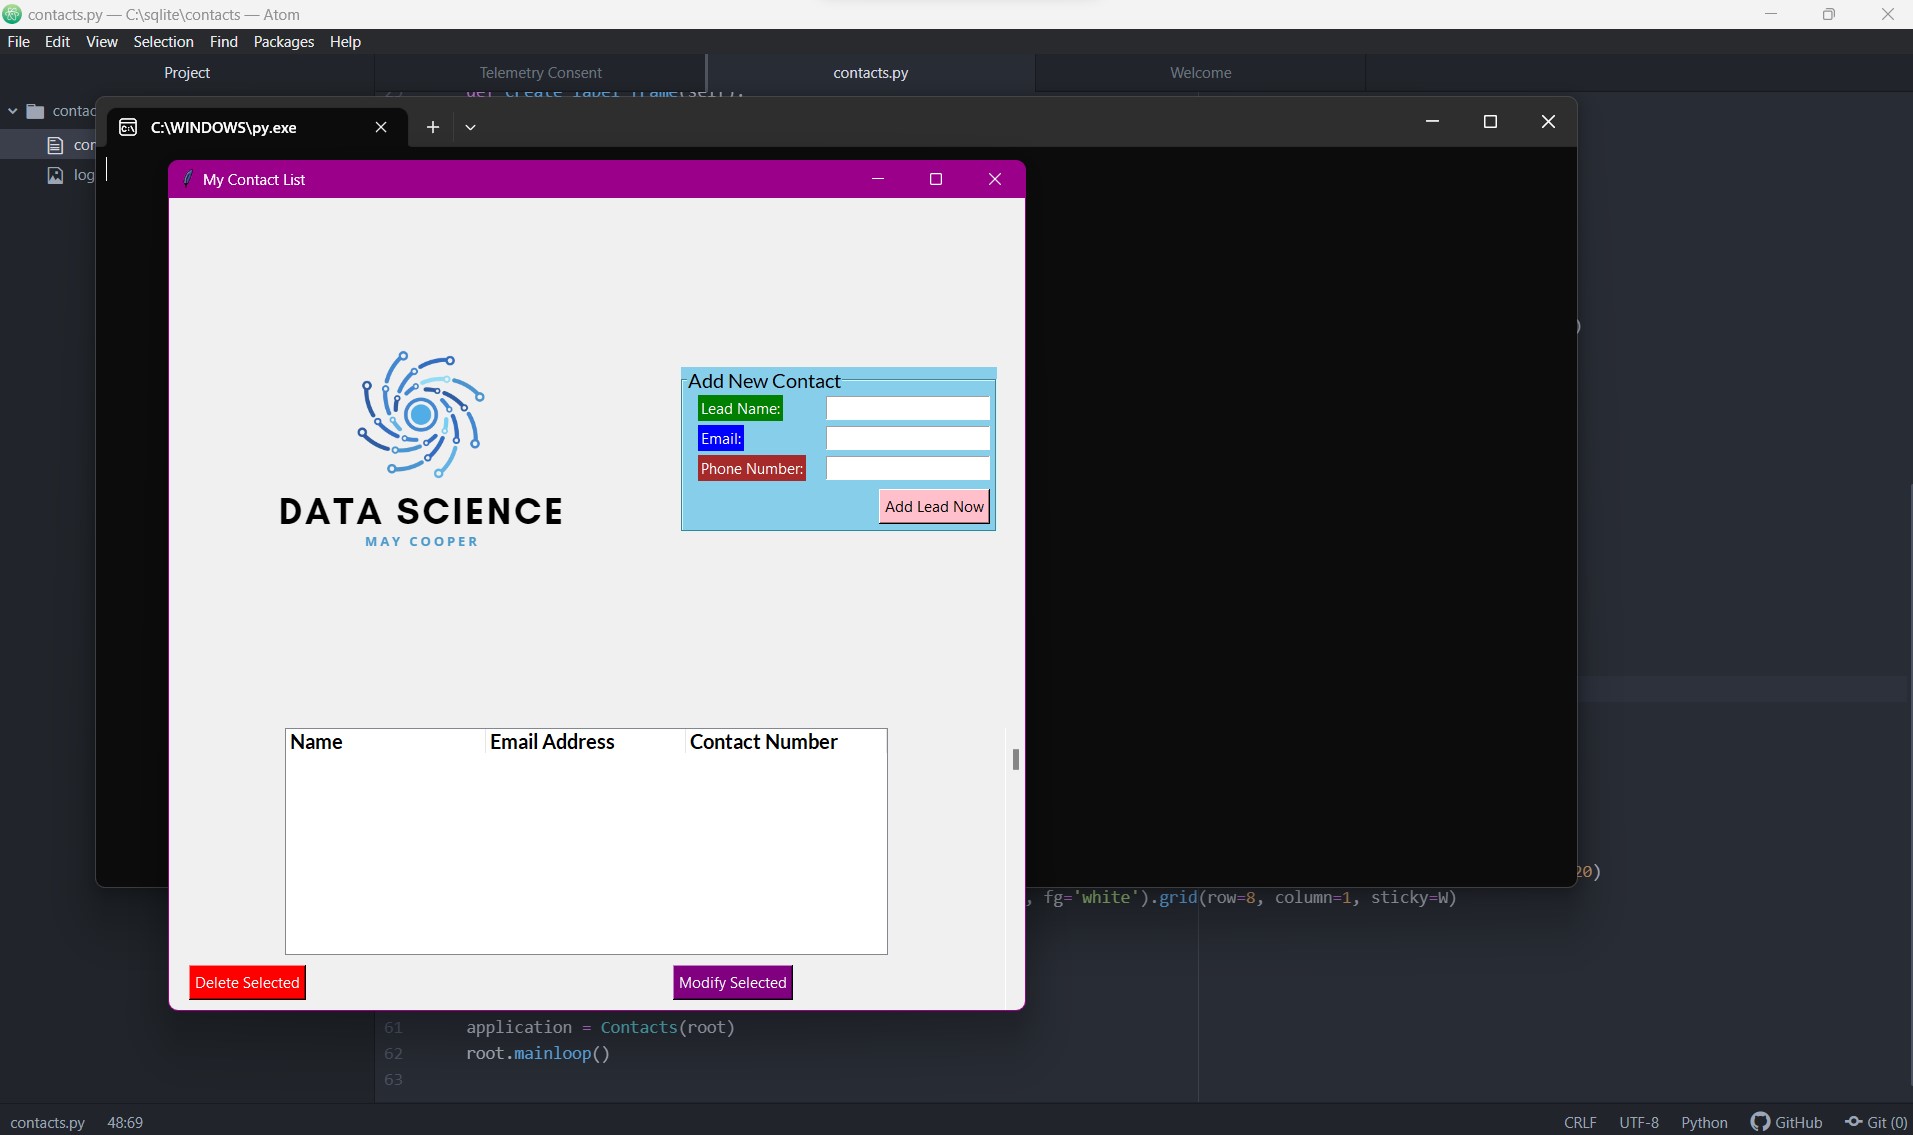 contacts.py — C:\sqlite\contacts — Atom
File Edit View Selection Find Packages Help
Project
Telemetry Consent
contacts.py
Welcome
def create_label_frame(self):
C:\WINDOWS\py.exe
My Contact List
DATA SCIENCE
MAY COOPER
Add New Contact
Lead Name:
Email:
Phone Number:
Add Lead Now
Name Email Address Contact Number
Delete Selected
Modify Selected
)
20)
, fg='white').grid(row=8, column=1, sticky=W)
61 application = Contacts(root)
62 root.mainloop()
63
contacts.py 48:69
CRLF UTF-8 Python GitHub Git (0)